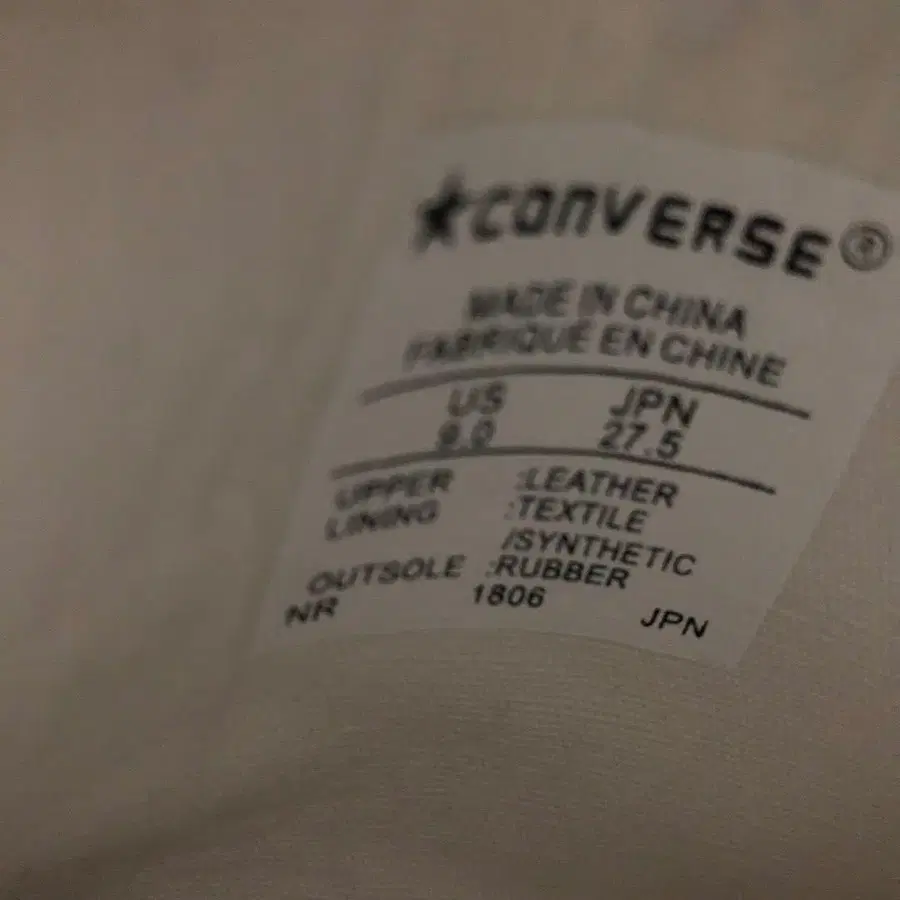 ★CONVERSE®
MADE IN CHINA
FABRIQUÉ EN CHINE
US JPN
9.0 27.5
UPPER :LEATHER
LINING :TEXTILE
/SYNTHETIC
OUTSOLE :RUBBER
NR 1806 JPN